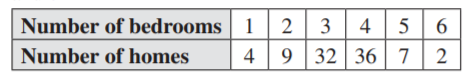 Number of bedrooms 1 2 3 4 5 6
Number of homes 4 9 32 36 7 2